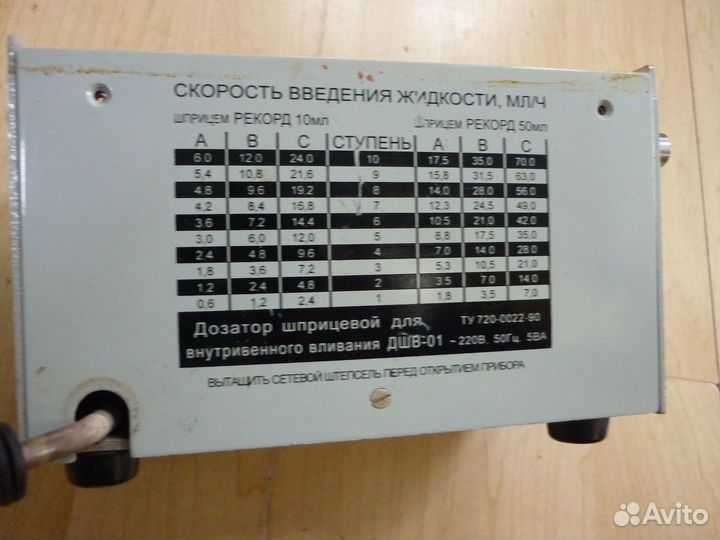 СКОРОСТЬ ВВЕДЕНИЯ ЖИДКОСТИ, МЛ/Ч
ШПРИЦЕМ РЕКОРД 10МЛ ШПРИЦЕМ РЕКОРД 50МЛ
А В С СТУПЕНЬ А В С
6.0 12.0 24.0 10 17,5 35.0 70.0
5,4 10,8 21,6 9 15,8 31,5 63,0
4.8 9.6 19.2 8 14.0 28.0 56.0
4,2 8,4 16,8 7 12,3 24,5 49,0
3.6 7.2 14.4 6 10.5 21.0 42.0
3,0 6,0 12,0 5 8,8 17,5 35,0
2.4 4.8 9.6 4 7.0 14.0 28.0
1,8 3,6 7,2 3 5,3 10,5 21,0
1.2 2.4 4.8 2 3.5 7.0 14.0
0,6 1,2 2,4 1 1,8 3,5 7,0
Дозатор шприцевой для ТУ 720-0022-90
внутривенного вливания ДШВ-01 ~220В. 50Гц. 5ВА
ВЫТАЩИТЬ СЕТЕВОЙ ШТЕПСЕЛЬ ПЕРЕД ОТКРЫТИЕМ ПРИБОРА
Avito